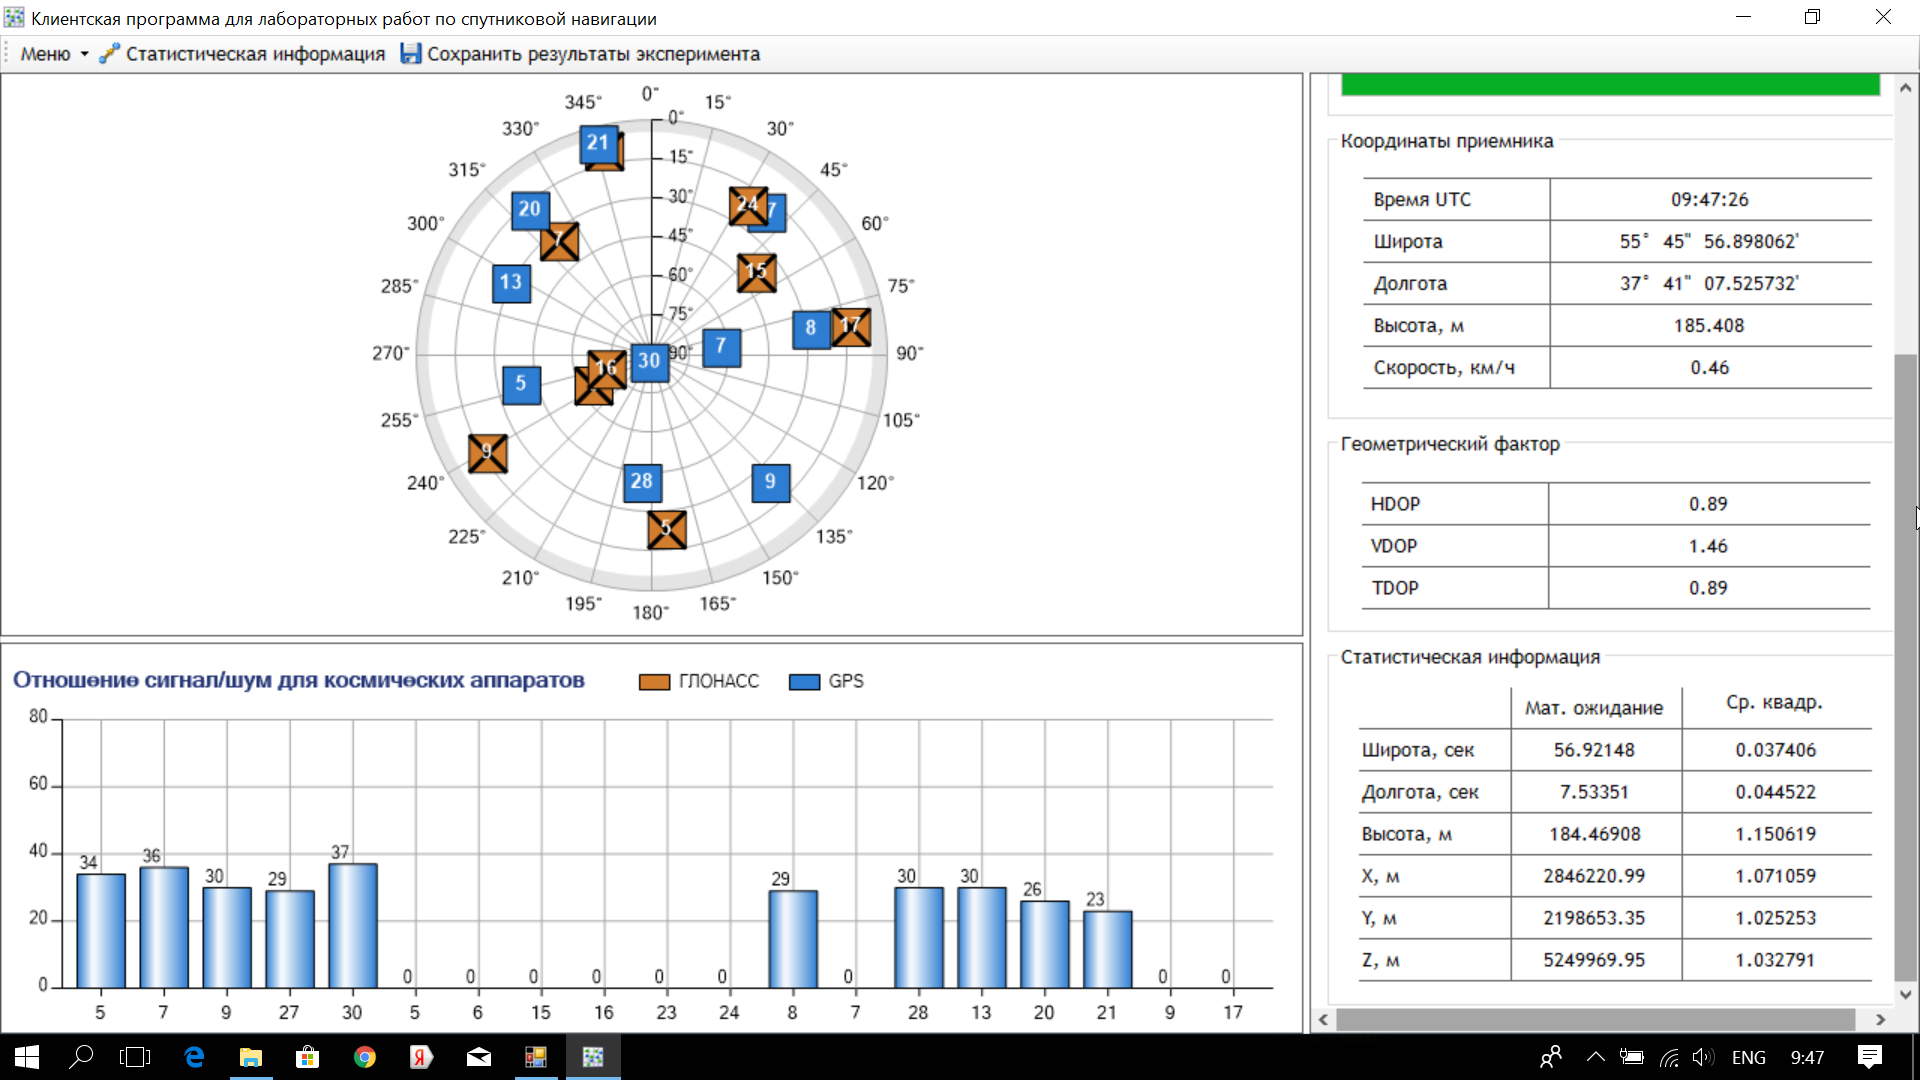 Клиентская программа для лабораторных работ по спутниковой навигации
Меню Статистическая информация Сохранить результаты эксперимента
0° 15° 30° 45° 60° 75° 90° 105° 120° 135° 150° 165° 180° 195° 210° 225° 240° 255° 270° 285° 300° 315° 330° 345°
0° 15° 30° 45° 60° 75° 90°
21
20
7
13
24
7
15
8
17
7
30
16
5
9
28
9
5
Отношение сигнал/шум для космических аппаратов ГЛОНАСС GPS
80
60
40
20
0
34 36 30 29 37 0 0 0 0 0 0 29 0 30 30 26 23 0 0
5 7 9 27 30 5 6 15 16 23 24 8 7 28 13 20 21 9 17
Координаты приемника
Время UTC 09:47:26
Широта 55° 45" 56.898062'
Долгота 37° 41" 07.525732'
Высота, м 185.408
Скорость, км/ч 0.46
Геометрический фактор
HDOP 0.89
VDOP 1.46
TDOP 0.89
Статистическая информация
Мат. ожидание Ср. квадр.
Широта, сек 56.92148 0.037406
Долгота, сек 7.53351 0.044522
Высота, м 184.46908 1.150619
X, м 2846220.99 1.071059
Y, м 2198653.35 1.025253
Z, м 5249969.95 1.032791
ENG 9:47